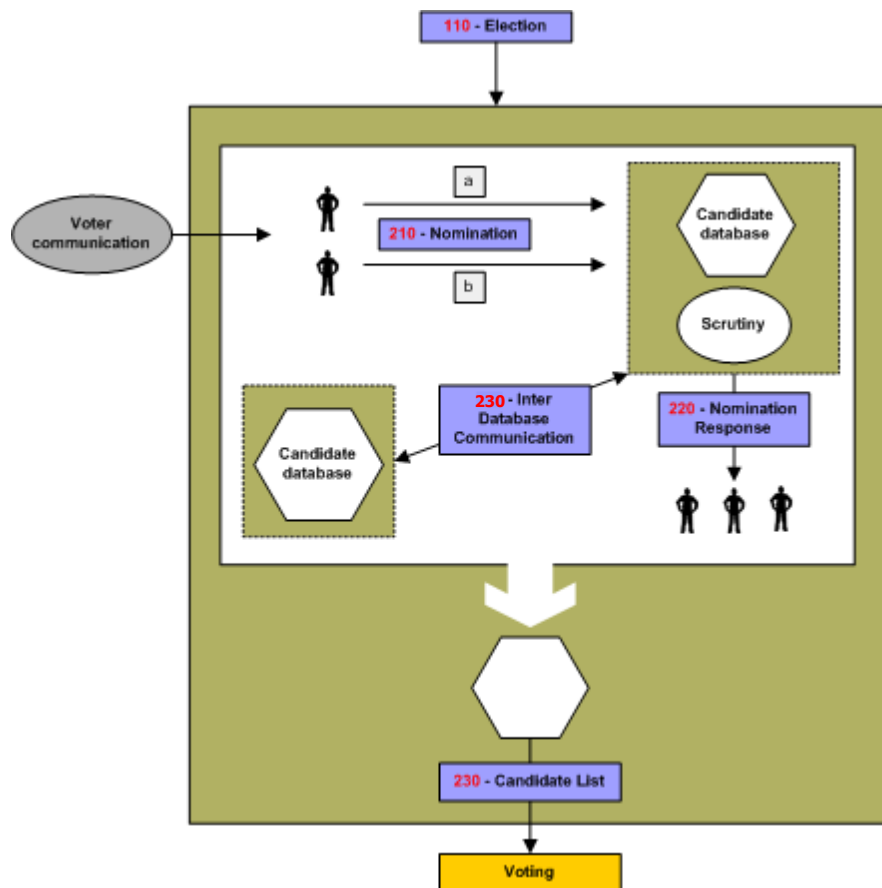 110 - Election
a
Voter
communication
210 - Nomination
b
Candidate
database
Scrutiny
230 - Inter
Database
Communication
220 - Nomination
Response
Candidate
database
230 - Candidate List
Voting